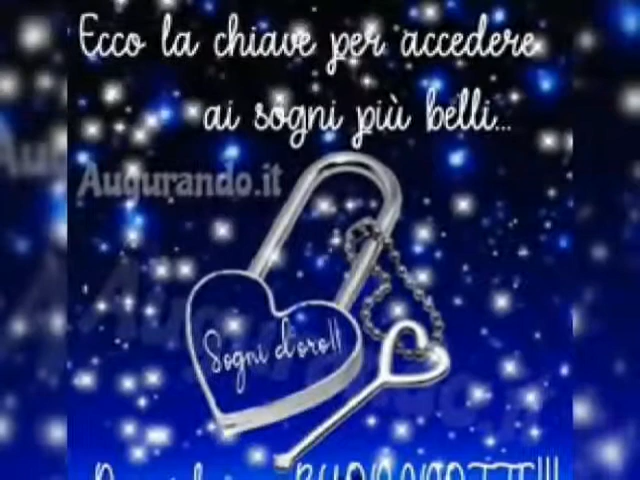 Ecco la chiave per accedere
ai sogni più belli...
Augurando.it
Sogni d'oro!!
BUONANOTTE!!!